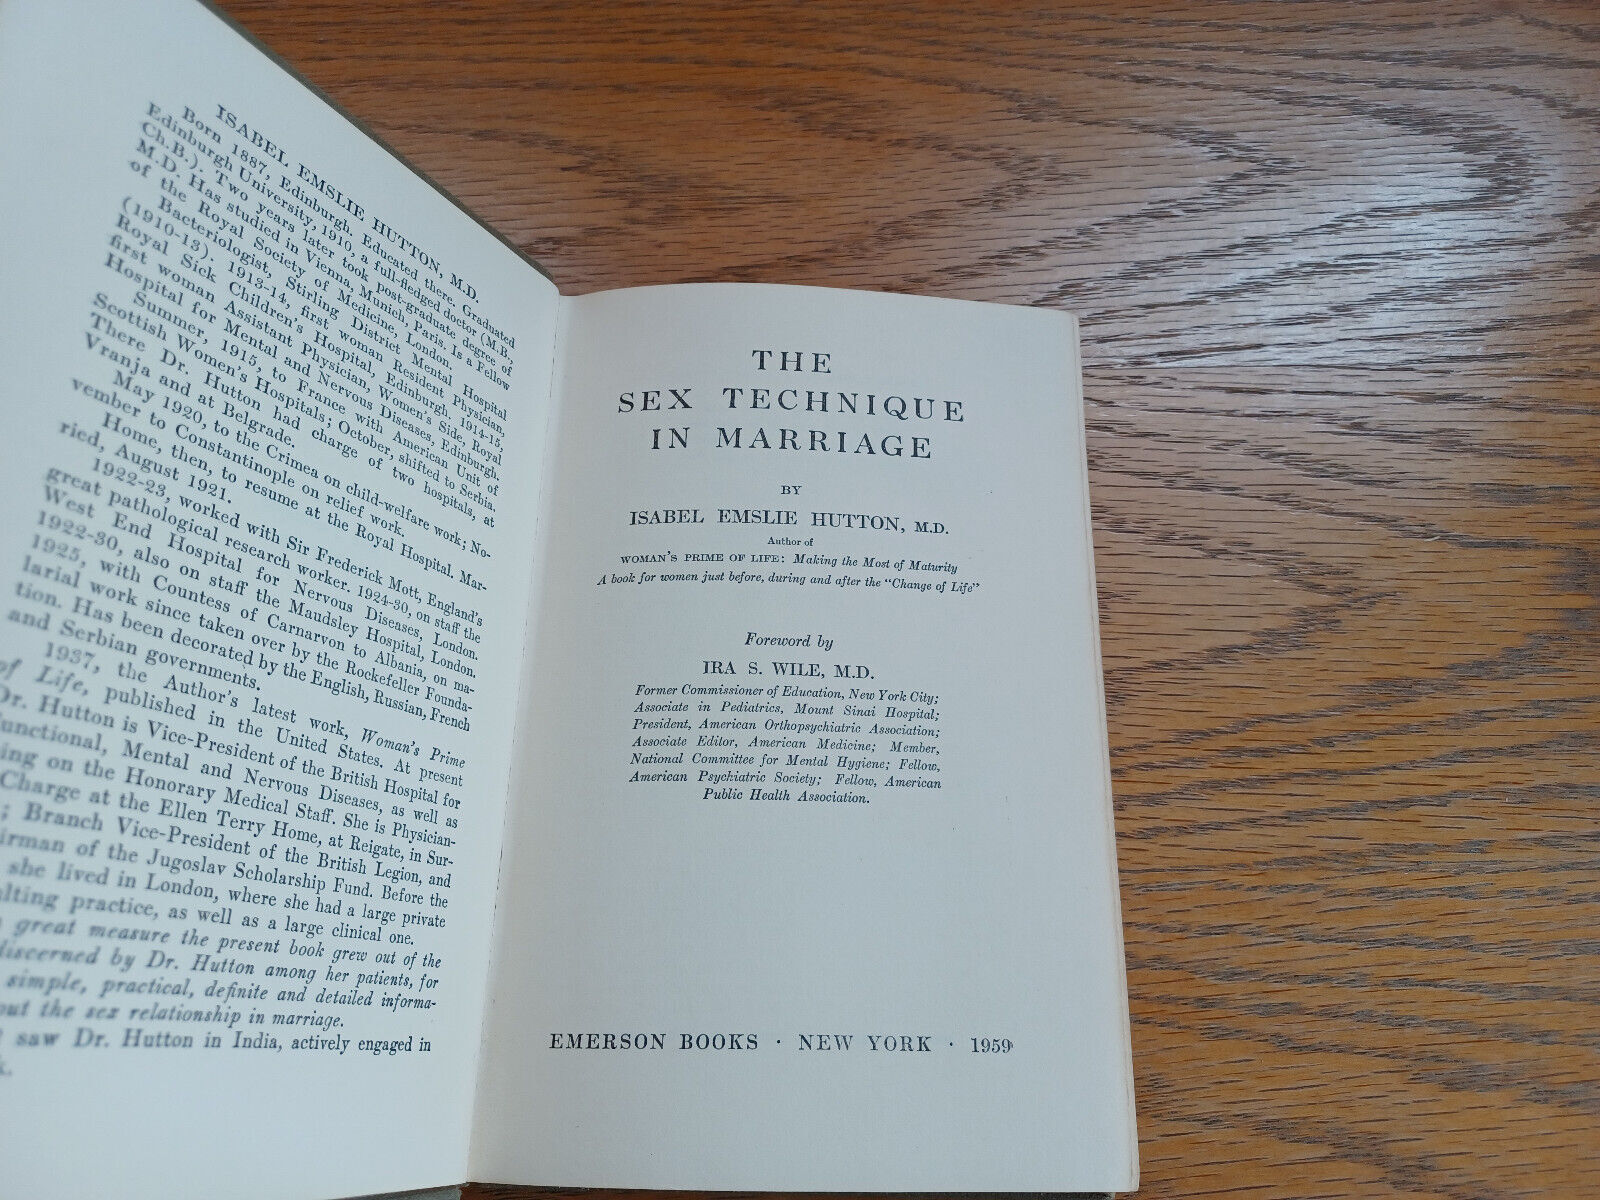 ISABEL EMSLIE HUTTON, M.D.
Born 1887, Edinburgh. Educated there. Graduated
Edinburgh University, 1910, a full-fledged doctor (M.B.,
Ch.B.). Two years later took post-graduate degree of
M.D. Has studied in Vienna, Munich, Paris. Is a Fellow
of the Royal Society of Medicine, London.
Bacteriologist, Stirling District Mental Hospital
(1910-13). 1913-14, first woman Resident Physician,
Royal Sick Children's Hospital, Edinburgh. 1914-15,
first woman Assistant Physician, Women's Side, Royal
Hospital for Mental and Nervous Diseases, Edinburgh.
Summer, 1915, to France with American Unit of
Scottish Women's Hospitals; October, shifted to Serbia.
There Dr. Hutton had charge of two hospitals, at
Vranja and at Belgrade.
May 1920, to the Crimea on child-welfare work; No-
vember to Constantinople on relief work.
Home, then, to resume at the Royal Hospital. Mar-
ried, August 1921.
1922-23, worked with Sir Frederick Mott, England's
great pathological research worker. 1924-30, on staff the
West End Hospital for Nervous Diseases, London.
1922-30, also on staff the Maudsley Hospital, London.
1925, with Countess of Carnarvon to Albania, on ma-
larial work since taken over by the Rockefeller Founda-
tion. Has been decorated by the English, Russian, French
and Serbian governments.
1937, the Author's latest work, Woman's Prime
of Life, published in the United States. At present
Dr. Hutton is Vice-President of the British Hospital for
Mental and Nervous Diseases, as well as
on the Honorary Medical Staff. She is Physician-
Charge at the Ellen Terry Home, at Reigate, in Sur-
; Branch Vice-President of the British Legion, and
of the Jugoslav Scholarship Fund. Before the
she lived in London, where she had a large private
practice, as well as a large clinical one.
great measure the present book grew out of the
discerned by Dr. Hutton among her patients, for
simple, practical, definite and detailed informa-
the sex relationship in marriage.
saw Dr. Hutton in India, actively engaged in
THE
SEX TECHNIQUE
IN MARRIAGE
BY
ISABEL EMSLIE HUTTON, M.D.
Author of
WOMAN'S PRIME OF LIFE: Making the Most of Maturity
A book for women just before, during and after the "Change of Life"
Foreword by
IRA S. WILE, M.D.
Former Commissioner of Education, New York City;
Associate in Pediatrics, Mount Sinai Hospital;
President, American Orthopsychiatric Association;
Associate Editor, American Medicine; Member,
National Committee for Mental Hygiene; Fellow,
American Psychiatric Society; Fellow, American
Public Health Association.
EMERSON BOOKS · NEW YORK · 1959